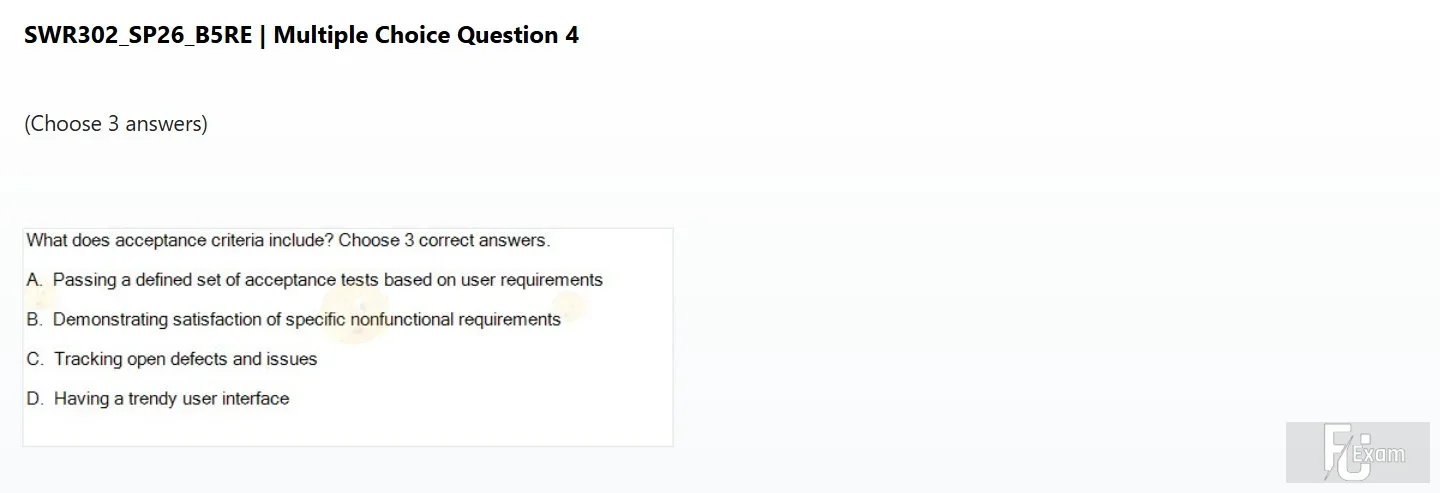 SWR302_SP26_B5RE | Multiple Choice Question 4
(Choose 3 answers)
What does acceptance criteria include? Choose 3 correct answers.
A. Passing a defined set of acceptance tests based on user requirements
B. Demonstrating satisfaction of specific nonfunctional requirements
C. Tracking open defects and issues
D. Having a trendy user interface
FU Exam